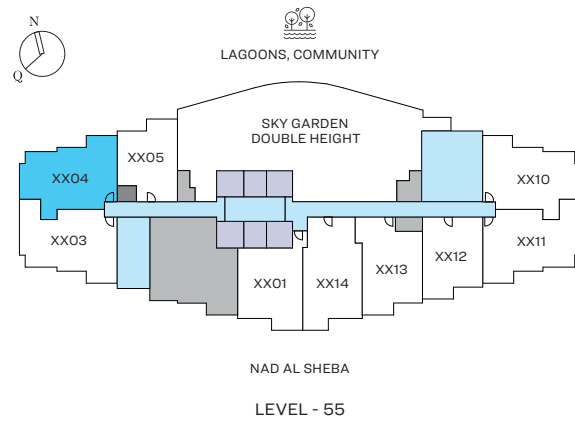 N
Q
LAGOONS, COMMUNITY
SKY GARDEN
DOUBLE HEIGHT
XX05
XX04
XX10
XX03
XX11
XX12
XX13
XX01
XX14
NAD AL SHEBA
LEVEL - 55